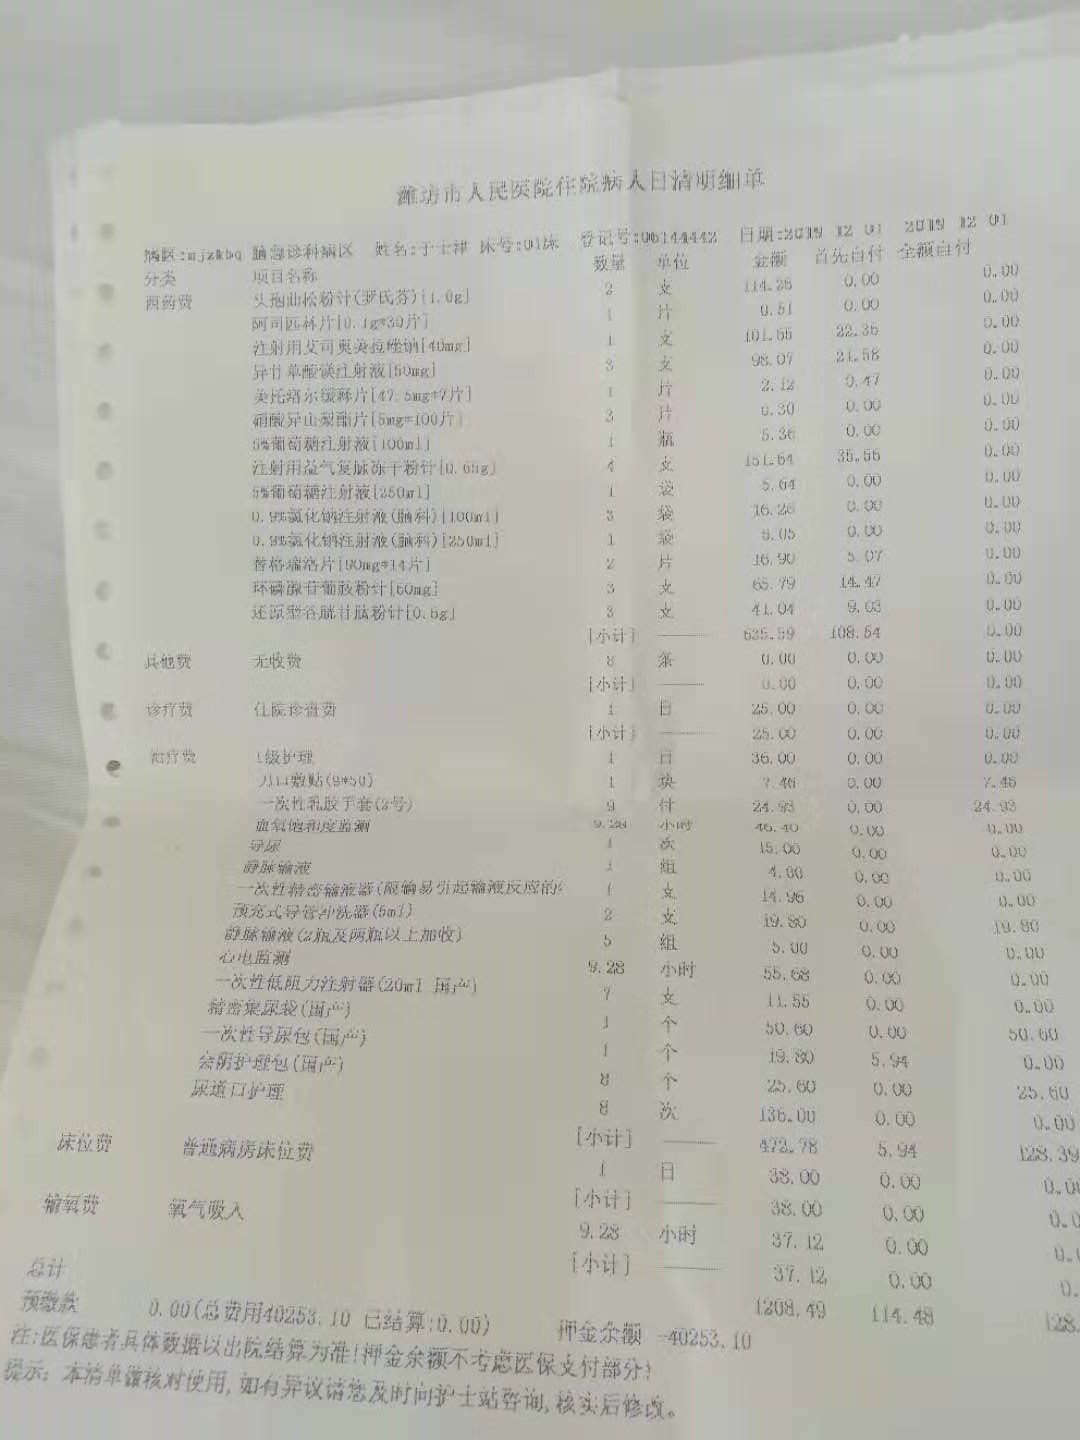 潍坊市人民医院住院病人日清明细单
病区:mjzkbq 脑急诊科病区 姓名:于士津 床号:01床 登记号:06144442 日期:2019 12 01 2019 12 01
分类 项目名称 数量 单位 金额 首先自付 全额自付
西药费 头孢曲松粉针(罗氏芬)[1.0g] 2 支 114.26 0.00 0.00
阿司匹林片[0.1g*30片] 1 片 0.51 0.00 0.00
注射用艾司奥美拉唑钠[40mg] 1 支 101.65 22.36 0.00
异甘草酸镁注射液[50mg] 3 支 98.07 21.58 0.00
美托洛尔缓释片[47.5mg*7片] 1 片 2.12 0.47 0.00
硝酸异山梨酯片[5mg*100片] 3 片 0.30 0.00 0.00
5%葡萄糖注射液[100ml] 1 瓶 5.36 0.00 0.00
注射用益气复脉冻干粉针[0.65g] 4 支 151.64 35.56 0.00
5%葡萄糖注射液[250ml] 1 袋 5.64 0.00 0.00
0.9%氯化钠注射液(脑科)[100ml] 3 袋 16.26 0.00 0.00
0.9%氯化钠注射液(脑科)[250ml] 1 袋 6.05 0.00 0.00
替格瑞洛片[90mg*14片] 2 片 16.90 5.07 0.00
环磷腺苷葡胺粉针[60mg] 3 支 65.79 14.47 0.00
还原型谷胱甘肽粉针[0.6g] 3 支 41.04 9.03 0.00
[小计] 635.59 108.54 0.00
其他费 无收费 8 条 0.00 0.00 0.00
[小计] 0.00 0.00 0.00
诊疗费 住院诊查费 1 日 25.00 0.00 0.00
[小计] 25.00 0.00 0.00
治疗费 I级护理 1 日 36.00 0.00 0.00
刀口敷贴(9*50) 1 块 7.46 0.00 7.46
一次性乳胶手套(2号) 9 付 24.93 0.00 24.93
血氧饱和度监测 9.28 小时 46.40 0.00 0.00
导尿 1 次 15.00 0.00 0.00
静脉输液 1 组 4.00 0.00 0.00
一次性精密输液器(限输易引起输液反应的 1 支 14.96 0.00 0.00
预充式导管冲洗器(5ml) 2 支 19.80 0.00 19.80
静脉输液(2瓶及两瓶以上加收) 5 组 5.00 0.00 0.00
心电监测 9.28 小时 55.68 0.00 0.00
一次性低阻力注射器(20ml 国产) 7 支 11.55 0.00 0.00
精密集尿袋(国产) 1 个 50.60 0.00 50.60
一次性导尿包(国产) 1 个 19.80 5.94 0.00
会阴护理包(国产) 8 个 25.60 0.00 25.60
尿道口护理 8 次 136.00 0.00 0.00
[小计] 472.78 5.94 128.39
床位费 普通病房床位费 1 日 38.00 0.00
[小计] 38.00 0.00
输氧费 氧气吸入 9.28 小时 37.12 0.00
[小计] 37.12 0.00
总计 1208.49 114.48 128.
预缴款 0.00(总费用40253.10 已结算:0.00) 押金余额 -40253.10
注:医保患者具体数据以出院结算为准!押金余额不考虑医保支付部分!
提示: 本清单做核对使用,如有异议请您及时向护士站咨询,核实后修改。